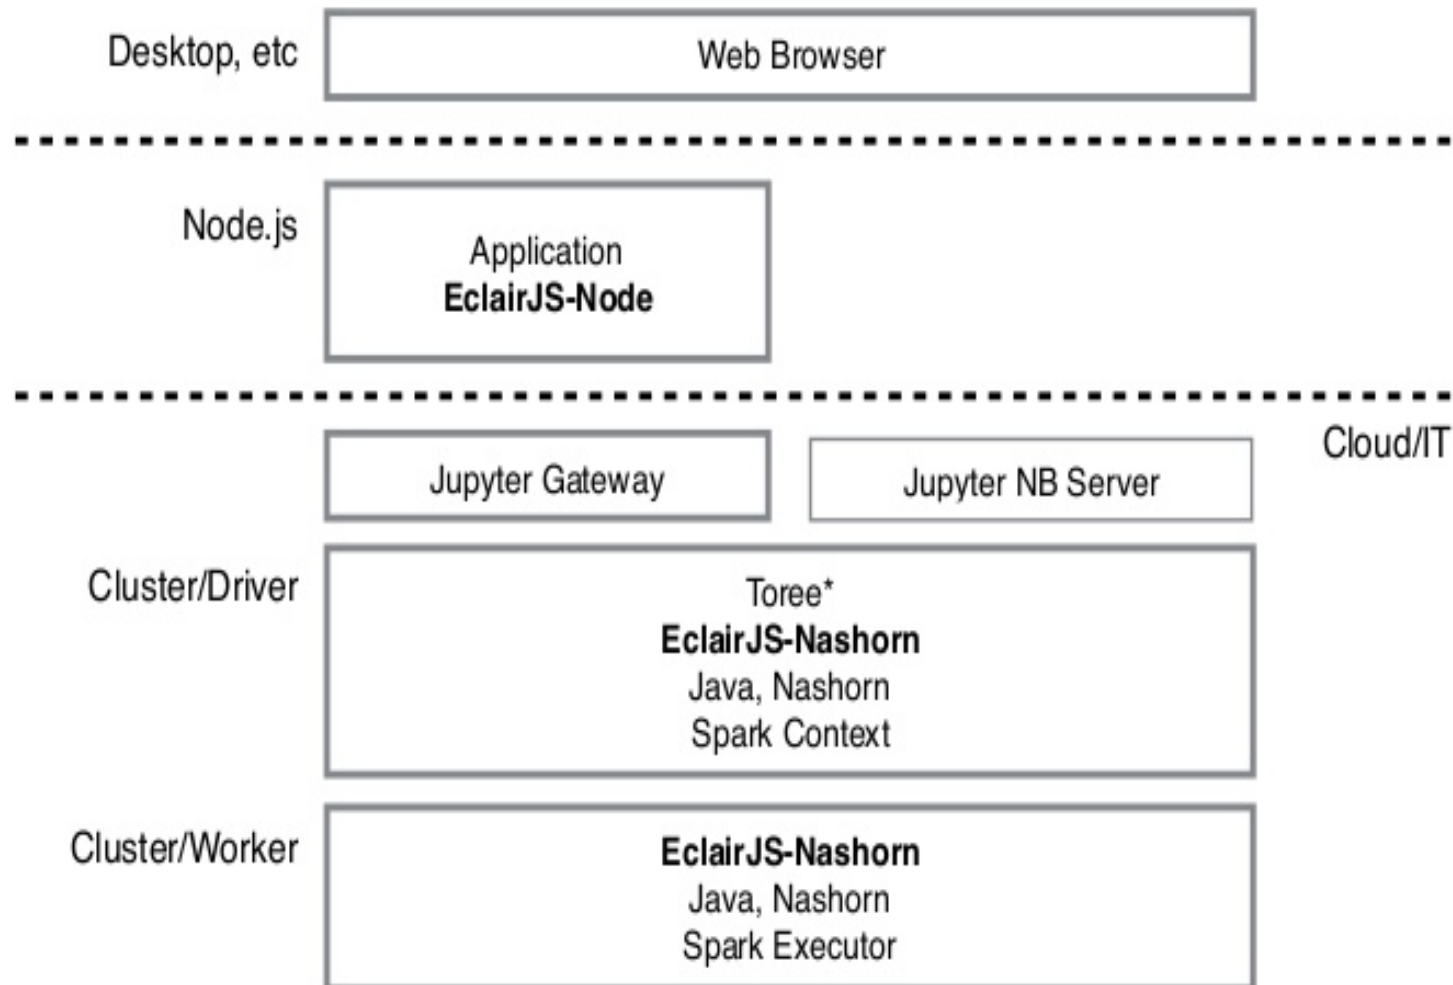 Desktop, etc
Web Browser
Node.js
Application
EclairJS-Node
Cloud/IT
Jupyter Gateway
Jupyter NB Server
Cluster/Driver
Toree*
EclairJS-Nashorn
Java, Nashorn
Spark Context
Cluster/Worker
EclairJS-Nashorn
Java, Nashorn
Spark Executor